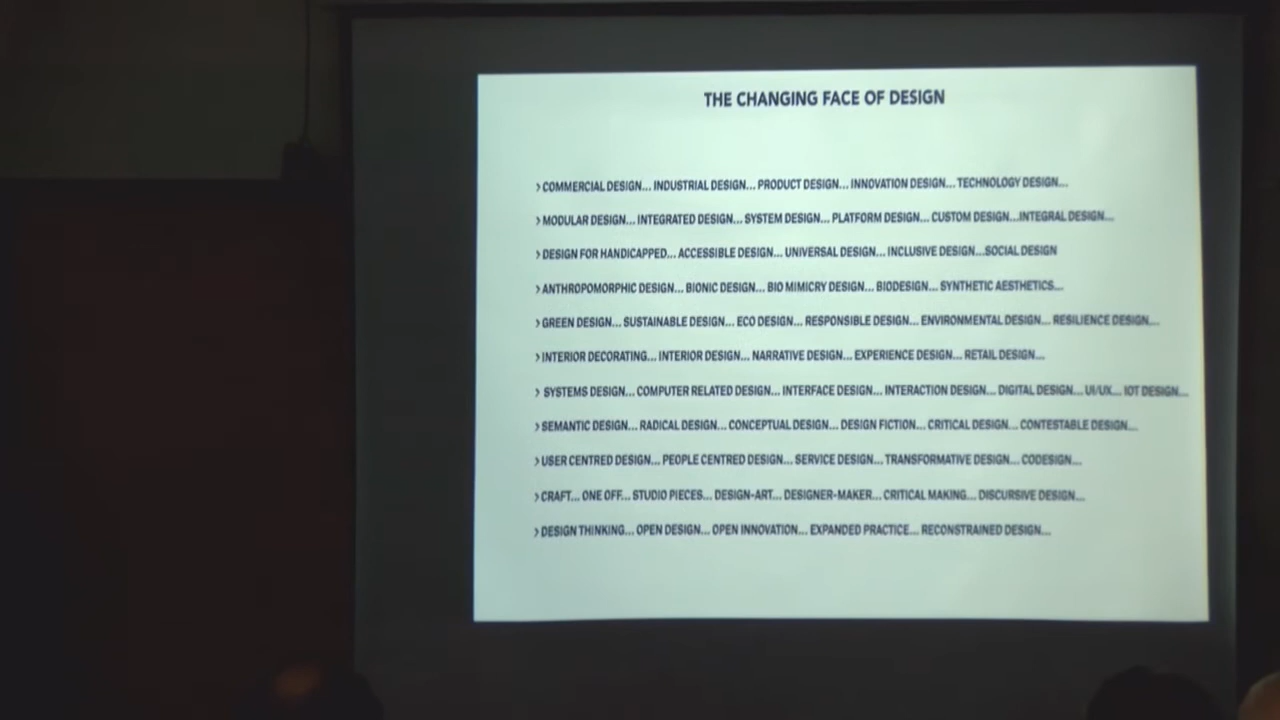 THE CHANGING FACE OF DESIGN
> COMMERCIAL DESIGN... INDUSTRIAL DESIGN... PRODUCT DESIGN... INNOVATION DESIGN... TECHNOLOGY DESIGN...
> MODULAR DESIGN... INTEGRATED DESIGN... SYSTEM DESIGN... PLATFORM DESIGN... CUSTOM DESIGN...INTEGRAL DESIGN...
> DESIGN FOR HANDICAPPED... ACCESSIBLE DESIGN... UNIVERSAL DESIGN... INCLUSIVE DESIGN...SOCIAL DESIGN
> ANTHROPOMORPHIC DESIGN... BIONIC DESIGN... BIO MIMICRY DESIGN... BIODESIGN... SYNTHETIC AESTHETICS...
> GREEN DESIGN... SUSTAINABLE DESIGN... ECO DESIGN... RESPONSIBLE DESIGN... ENVIRONMENTAL DESIGN... RESILIENCE DESIGN...
> INTERIOR DECORATING... INTERIOR DESIGN... NARRATIVE DESIGN... EXPERIENCE DESIGN... RETAIL DESIGN...
> SYSTEMS DESIGN... COMPUTER RELATED DESIGN... INTERFACE DESIGN... INTERACTION DESIGN... DIGITAL DESIGN... UI/UX... IOT DESIGN...
> SEMANTIC DESIGN... RADICAL DESIGN... CONCEPTUAL DESIGN... DESIGN FICTION... CRITICAL DESIGN... CONTESTABLE DESIGN...
> USER CENTRED DESIGN... PEOPLE CENTRED DESIGN... SERVICE DESIGN... TRANSFORMATIVE DESIGN... CODESIGN...
> CRAFT... ONE OFF... STUDIO PIECES... DESIGN-ART... DESIGNER-MAKER... CRITICAL MAKING... DISCURSIVE DESIGN...
> DESIGN THINKING... OPEN DESIGN... OPEN INNOVATION... EXPANDED PRACTICE... RECONSTRAINED DESIGN...